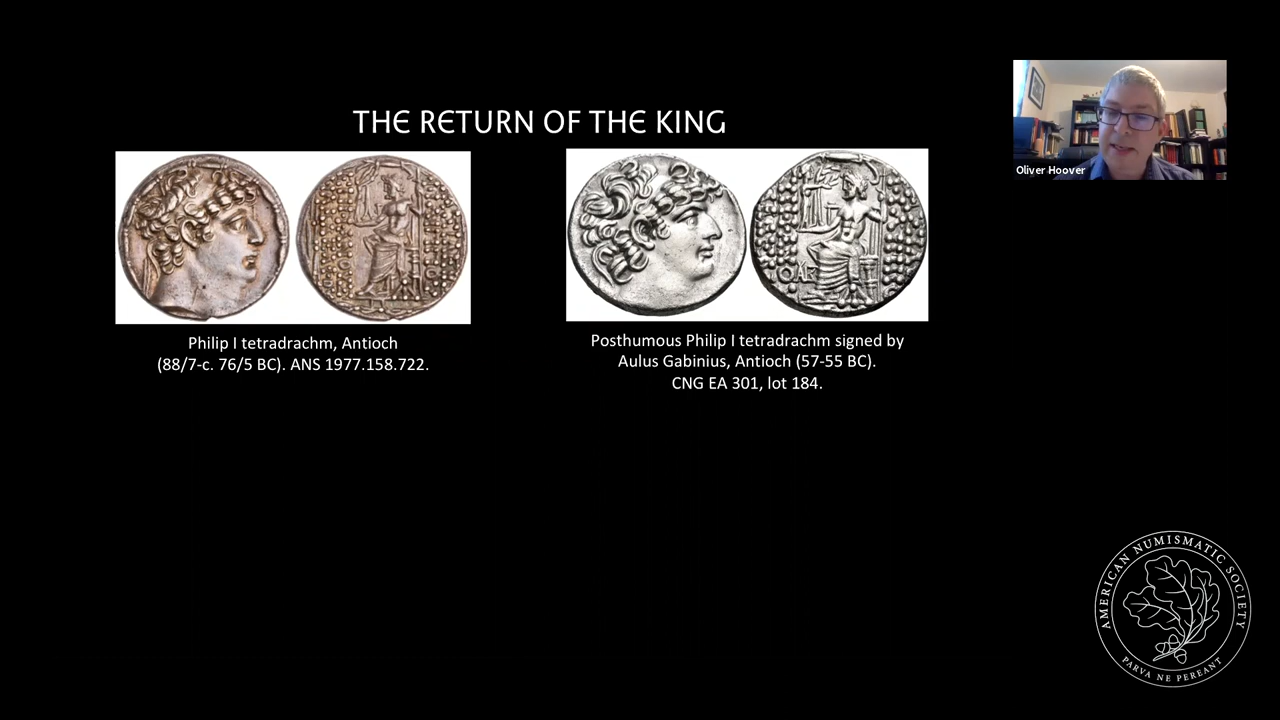 THE RETURN OF THE KING
Oliver Hoover
Philip I tetradrachm, Antioch
(88/7-c. 76/5 BC). ANS 1977.158.722.
Posthumous Philip I tetradrachm signed by
Aulus Gabinius, Antioch (57-55 BC).
CNG EA 301, lot 184.
AMERICAN NUMISMATIC SOCIETY
PARVA NE PEREANT